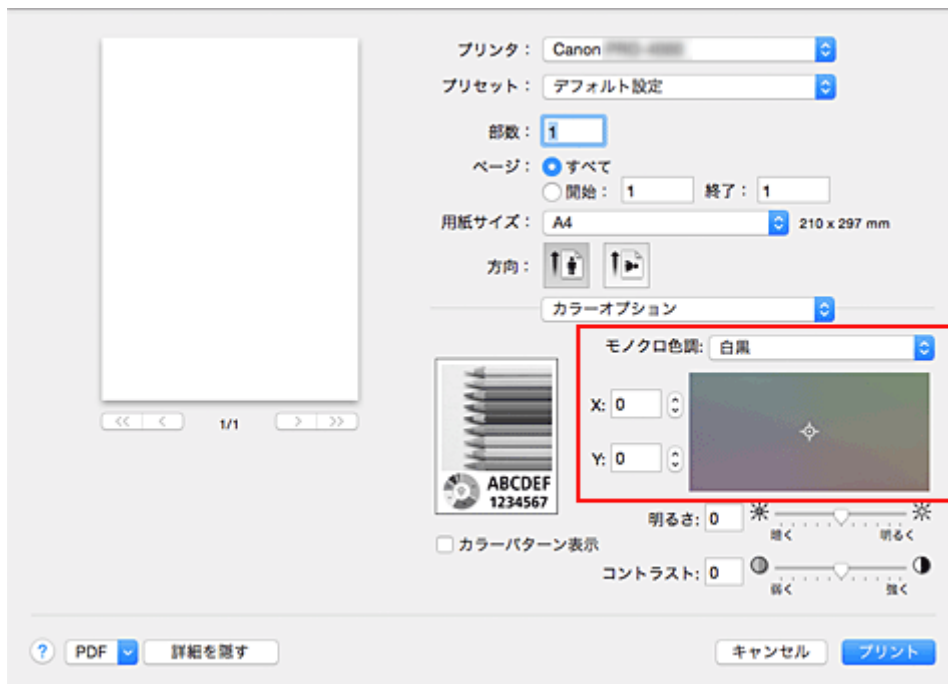 プリンタ： Canon
プリセット： デフォルト設定
部数： 1
ページ： すべて
開始： 1 終了： 1
用紙サイズ： A4 210 x 297 mm
方向：
カラーオプション
モノクロ色調: 白黒
X: 0
Y: 0
1/1
ABCDEF
1234567
明るさ: 0
暗く 明るく
カラーパターン表示
コントラスト: 0
弱く 強く
? PDF 詳細を隠す キャンセル プリント